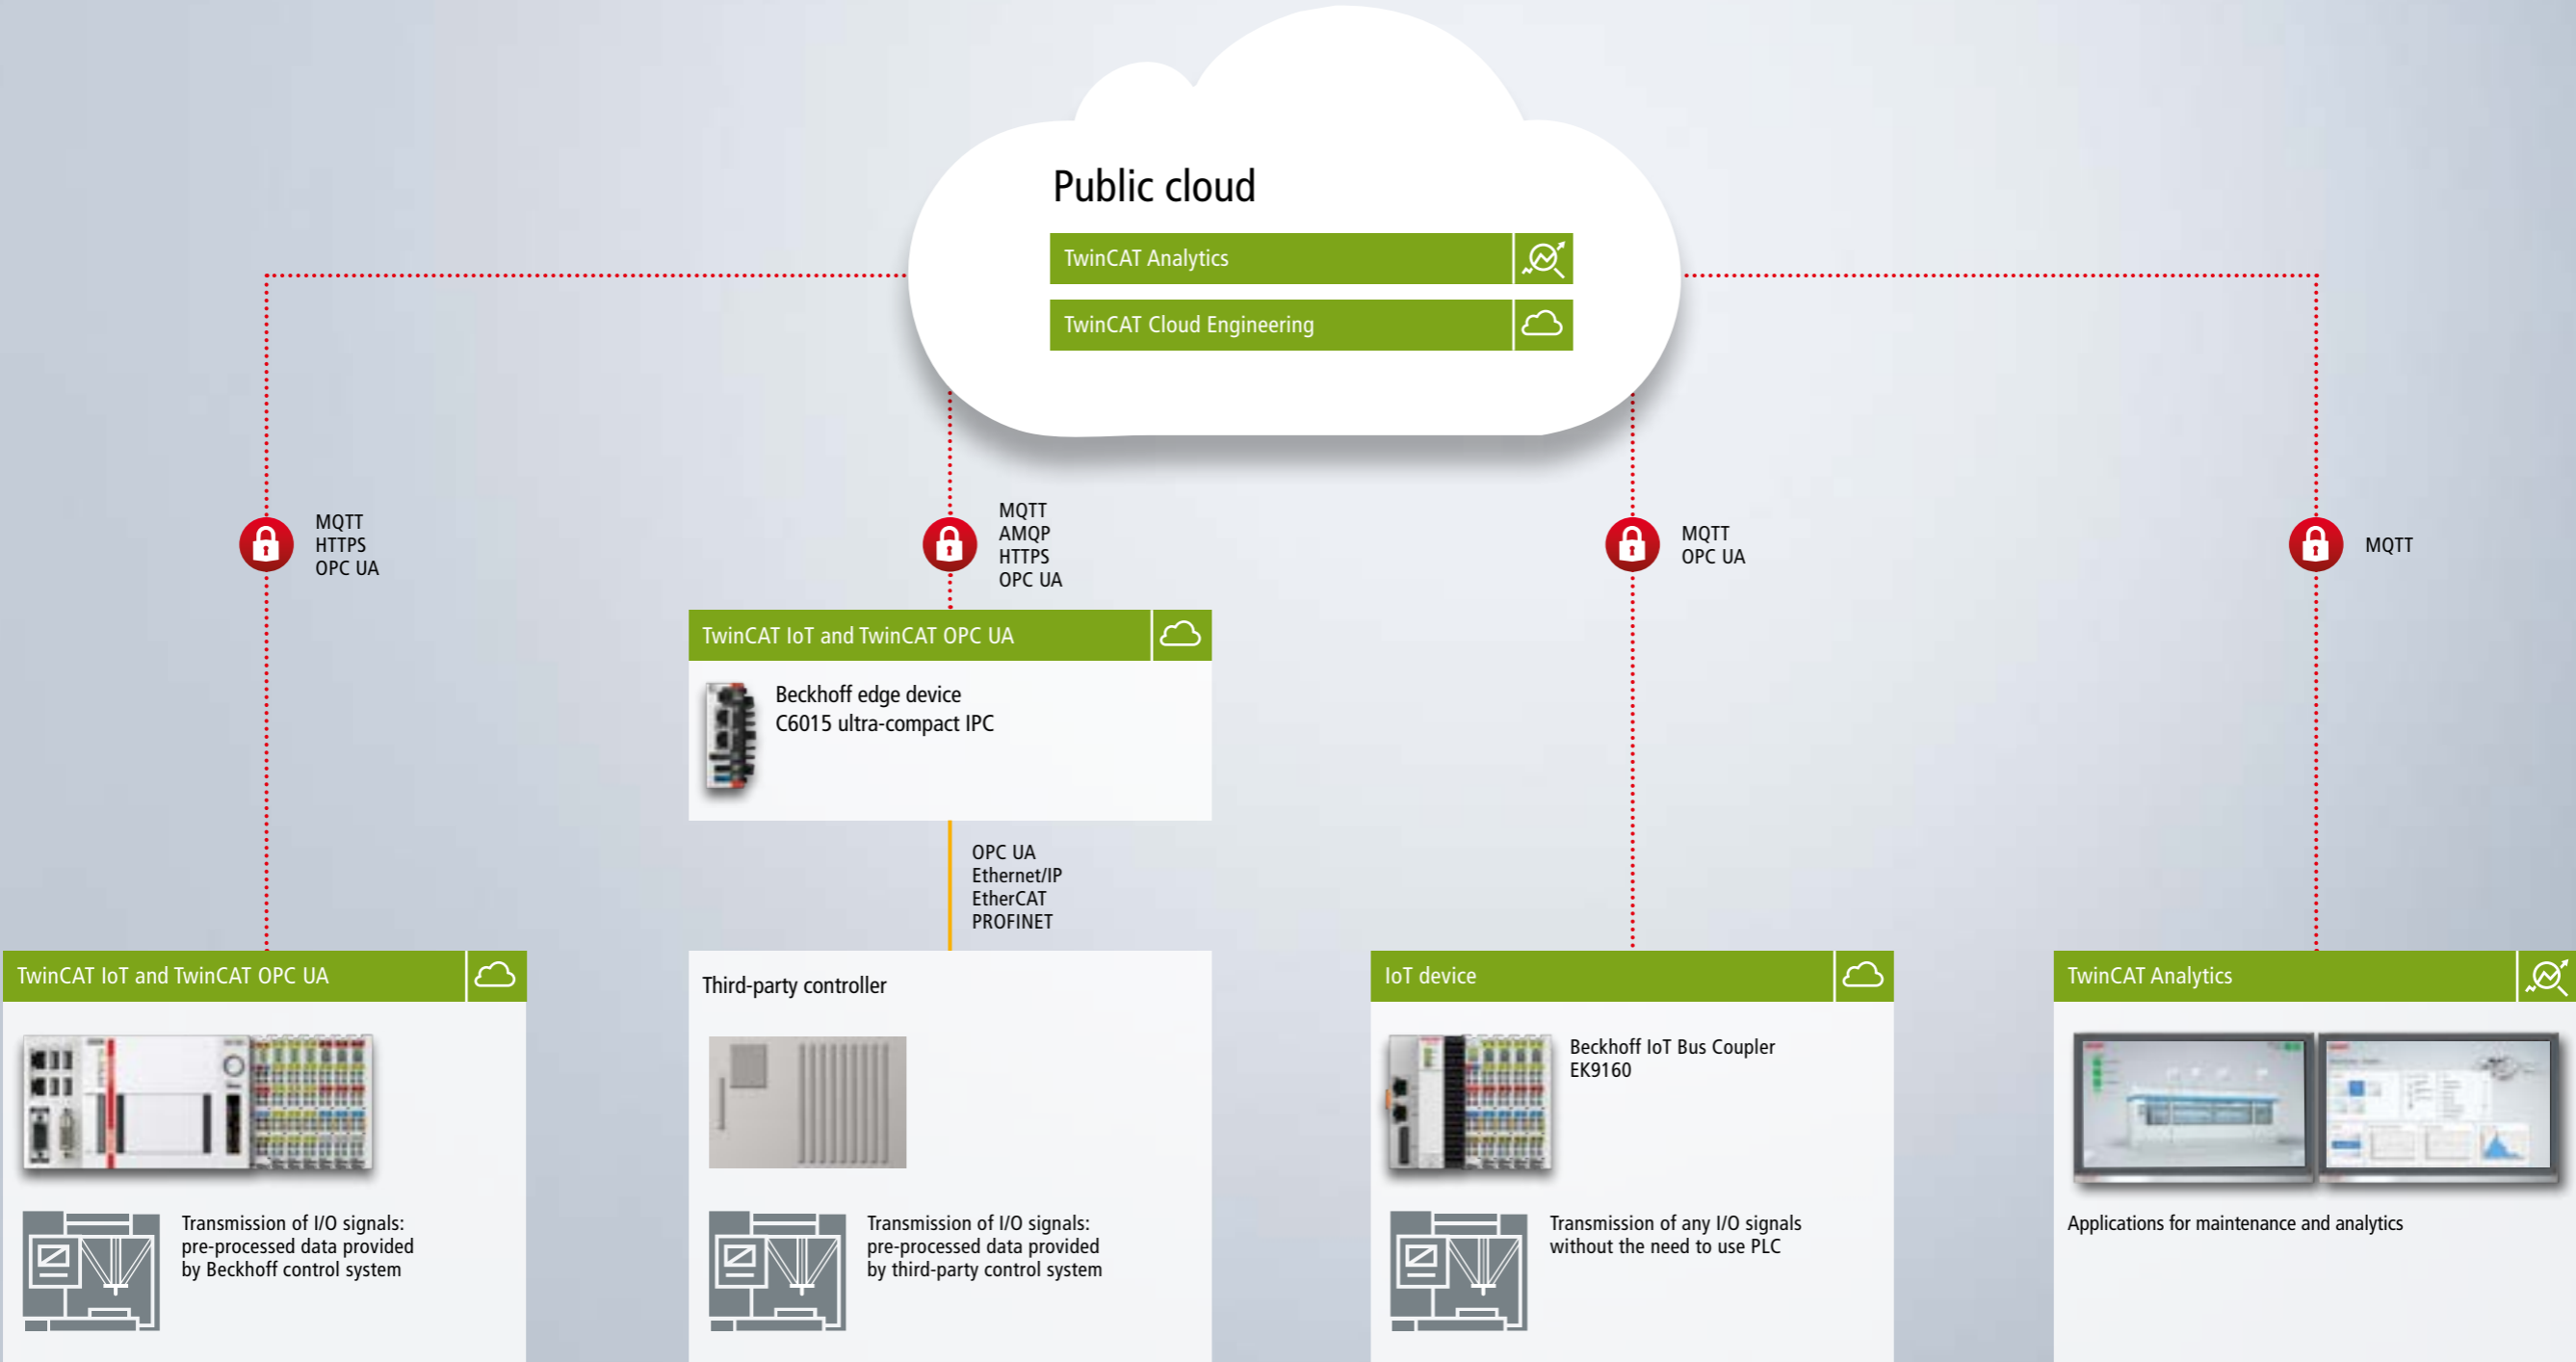 Public cloud
TwinCAT Analytics
TwinCAT Cloud Engineering
MQTT
HTTPS
OPC UA
MQTT
AMQP
HTTPS
OPC UA
MQTT
OPC UA
MQTT
TwinCAT IoT and TwinCAT OPC UA
Beckhoff edge device
C6015 ultra-compact IPC
OPC UA
Ethernet/IP
EtherCAT
PROFINET
TwinCAT IoT and TwinCAT OPC UA
Transmission of I/O signals:
pre-processed data provided
by Beckhoff control system
Third-party controller
Transmission of I/O signals:
pre-processed data provided
by third-party control system
IoT device
Beckhoff IoT Bus Coupler
EK9160
Transmission of any I/O signals
without the need to use PLC
TwinCAT Analytics
Applications for maintenance and analytics